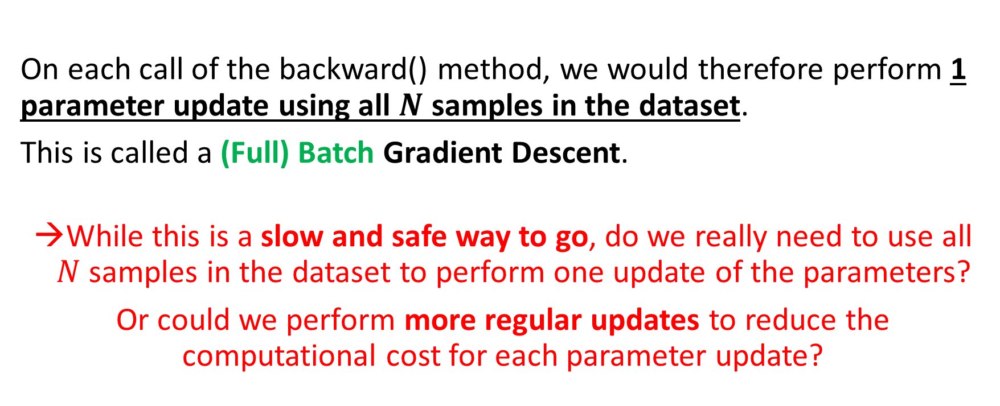 On each call of the backward() method, we would therefore perform 1
parameter update using all N samples in the dataset.
This is called a (Full) Batch Gradient Descent.
→While this is a slow and safe way to go, do we really need to use all
N samples in the dataset to perform one update of the parameters?
Or could we perform more regular updates to reduce the
computational cost for each parameter update?